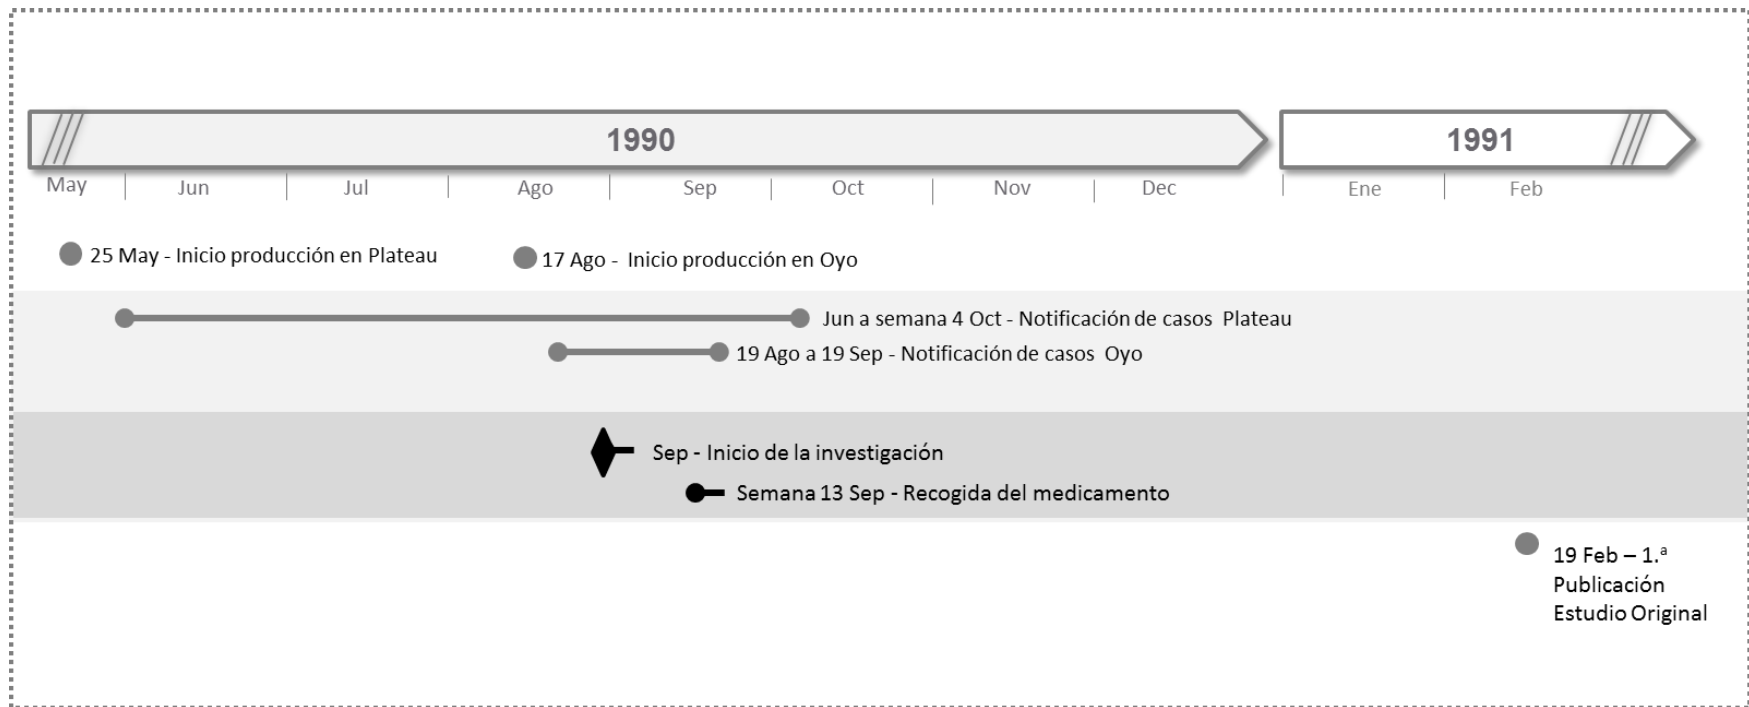 1990
1991
May
Jun
Jul
Ago
Sep
Oct
Nov
Dec
Ene
Feb
25 May - Inicio producción en Plateau
17 Ago - Inicio producción en Oyo
Jun a semana 4 Oct - Notificación de casos Plateau
19 Ago a 19 Sep - Notificación de casos Oyo
Sep - Inicio de la investigación
Semana 13 Sep - Recogida del medicamento
19 Feb – 1.ª
Publicación
Estudio Original